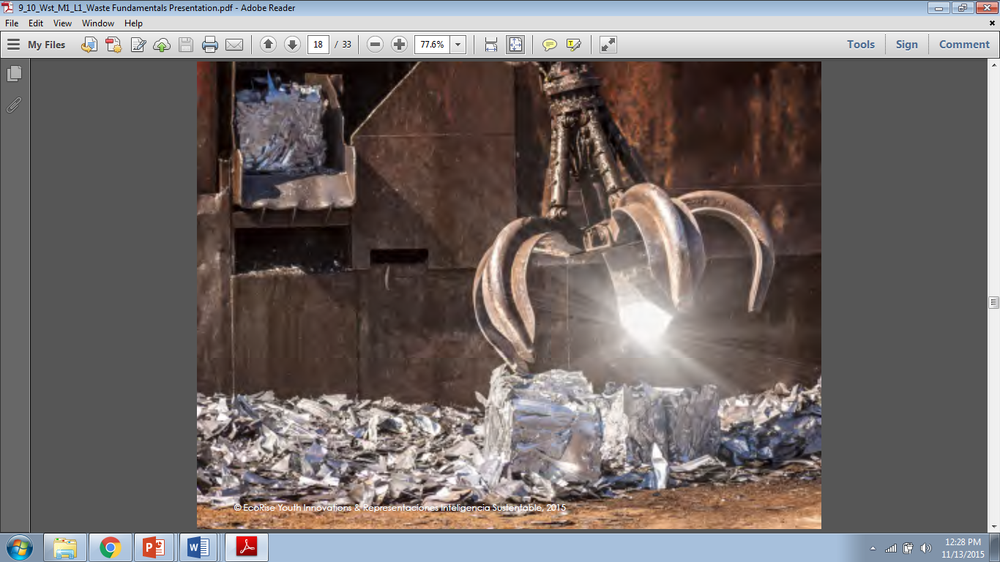 9_10_Wst_M1_L1_Waste Fundamentals Presentation.pdf - Adobe Reader
File Edit View Window Help
My Files 18 / 33 77.6% Tools Sign Comment
© EcoRise Youth Innovations & Representaciones Inteligencia Sustentable, 2015
12:28 PM
11/13/2015